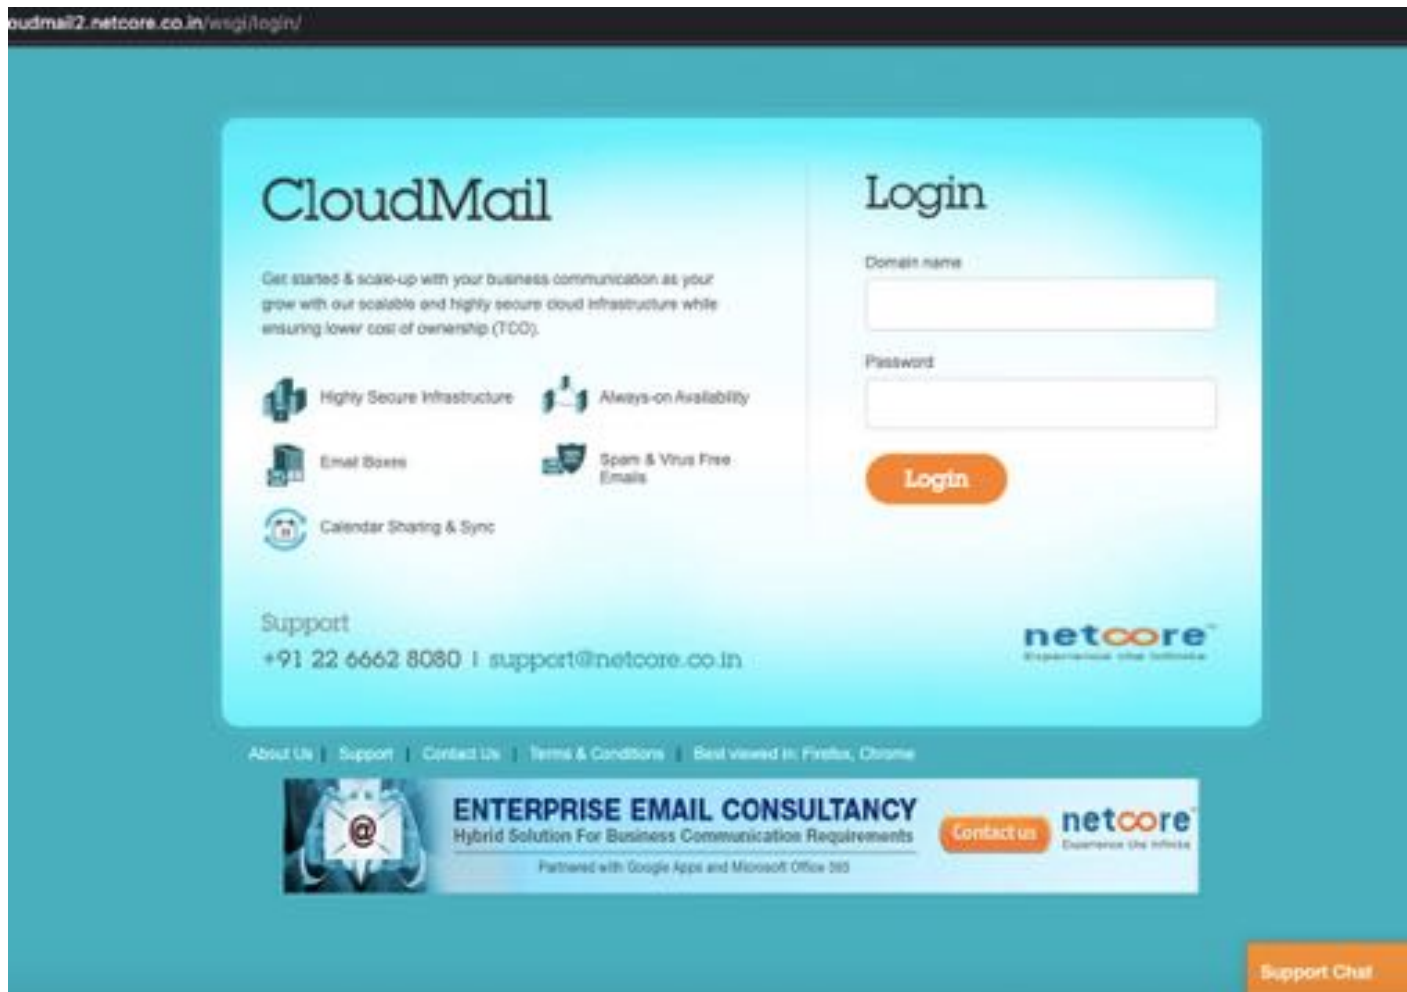 oudmail2.netcore.co.in/wsgi/login/
CloudMail
Get started & scale-up with your business communication as your
grow with our scalable and highly secure cloud infrastructure while
ensuring lower cost of ownership (TCO).
Highly Secure Infrastructure
Always-on Availability
Email Boxes
Spam & Virus Free
Emails
Calendar Sharing & Sync
Support
+91 22 6662 8080 | support@netcore.co.in
Login
Domain name
Password
Login
netcore
Experience the Infinite
About Us | Support | Contact Us | Terms & Conditions | Best viewed in: Firefox, Chrome
@
ENTERPRISE EMAIL CONSULTANCY
Hybrid Solution For Business Communication Requirements
Partnered with Google Apps and Microsoft Office 365
Contact us
netcore
Experience the Infinite
Support Chat